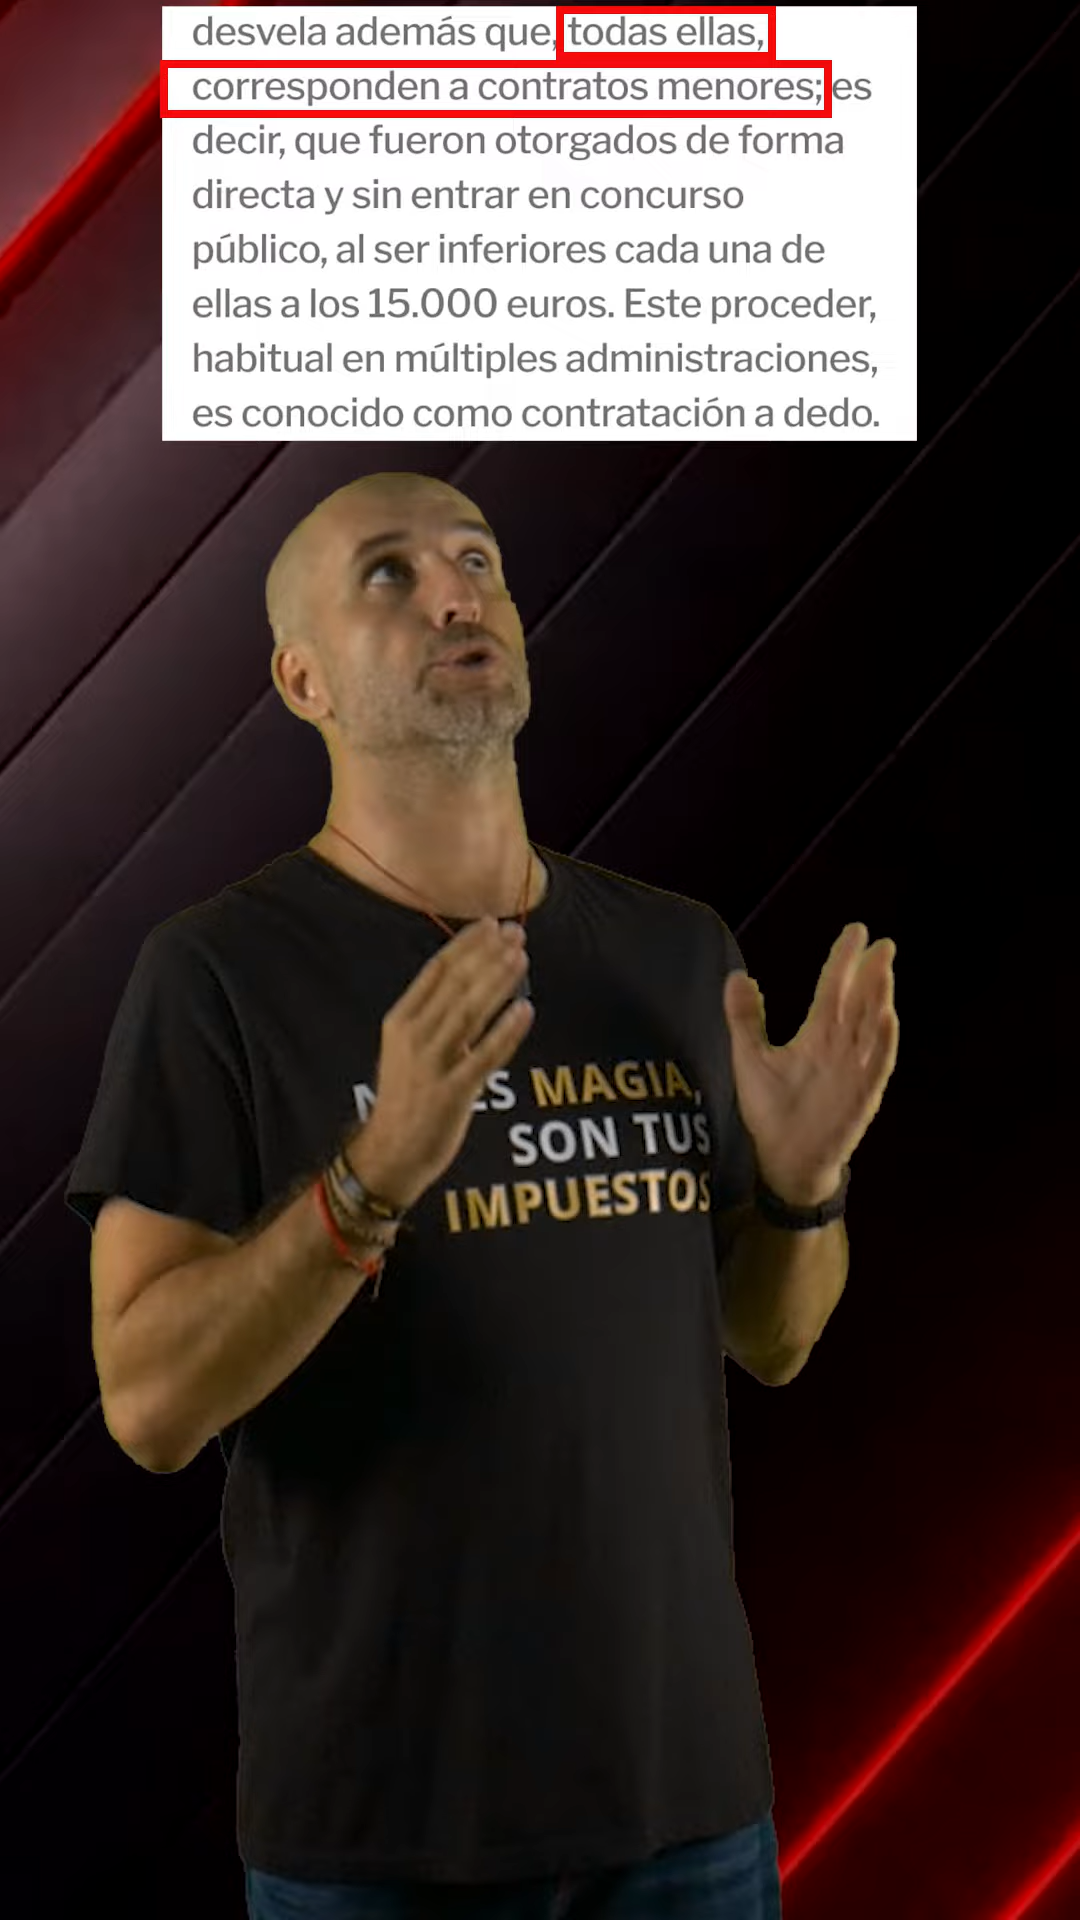 desvela además que, todas ellas,
corresponden a contratos menores; es
decir, que fueron otorgados de forma
directa y sin entrar en concurso
público, al ser inferiores cada una de
ellas a los 15.000 euros. Este proceder,
habitual en múltiples administraciones,
es conocido como contratación a dedo.
MAGIA,
SON TUS
IMPUESTOS